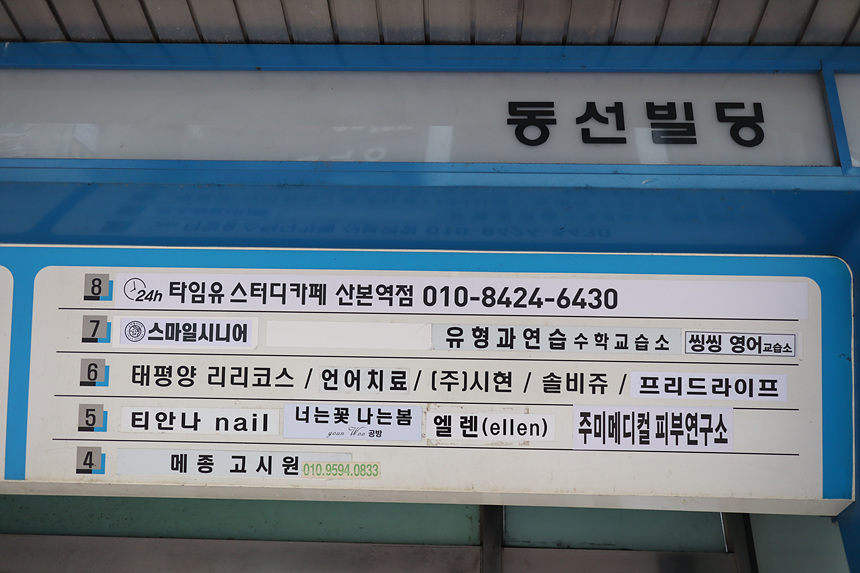 동선빌딩
8 24h 타임유 스터디카페 산본역점 010-8424-6430
7 스마일시니어 유형과연습 수학교습소 씽씽 영어교습소
6 태평양 리리코스 / 언어치료 / (주)시현 / 솔비쥬 / 프리드라이프
5 티안나 nail 너는꽃 나는봄 your Woo 공방 엘렌(ellen) 주미메디컬 피부연구소
4 메종고시원 010.9594.0833